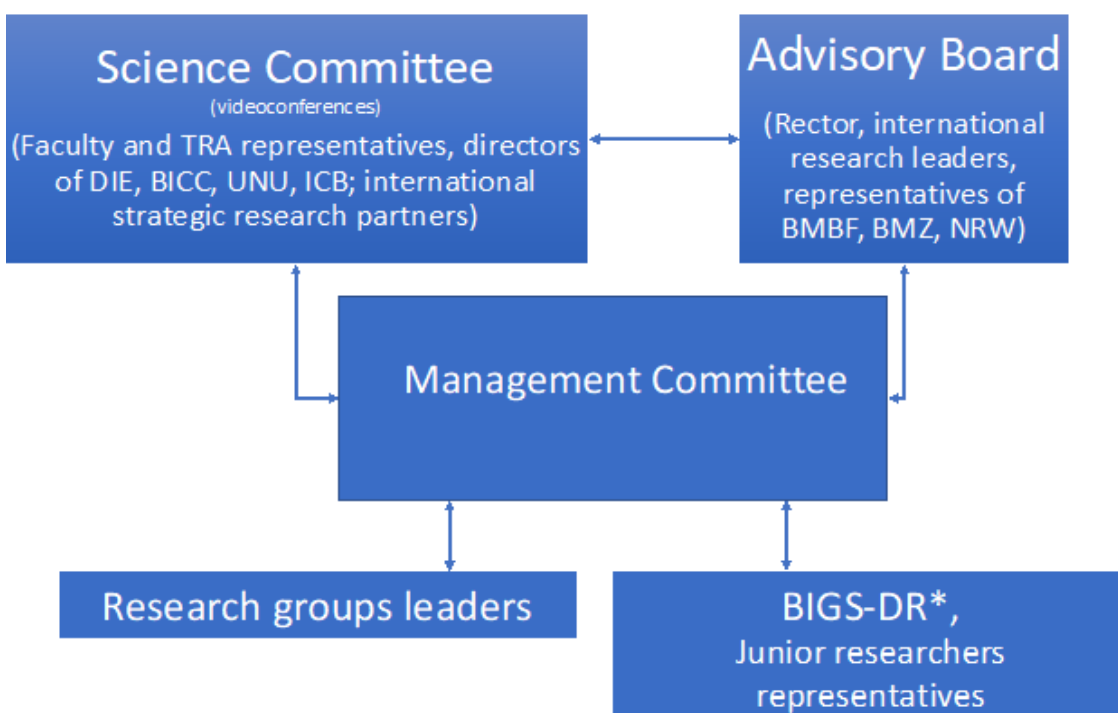 Science Committee
(videoconferences)
(Faculty and TRA representatives, directors
of DIE, BICC, UNU, ICB; international
strategic research partners)
Advisory Board
(Rector, international
research leaders,
representatives of
BMBF, BMZ, NRW)
Management Committee
Research groups leaders
BIGS-DR*,
Junior researchers
representatives